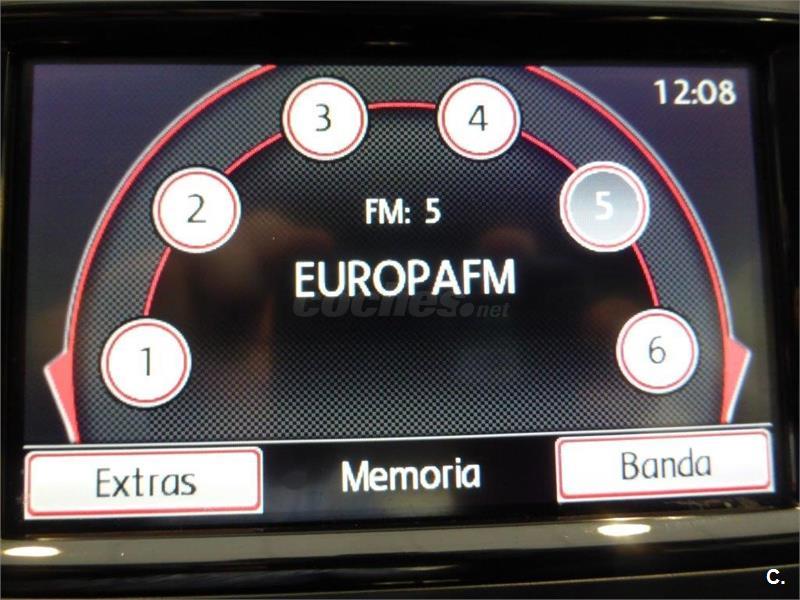 12:08
3
4
2
FM: 5
5
EUROPAFM
coches.net
1
6
Extras
Memoria
Banda
C.